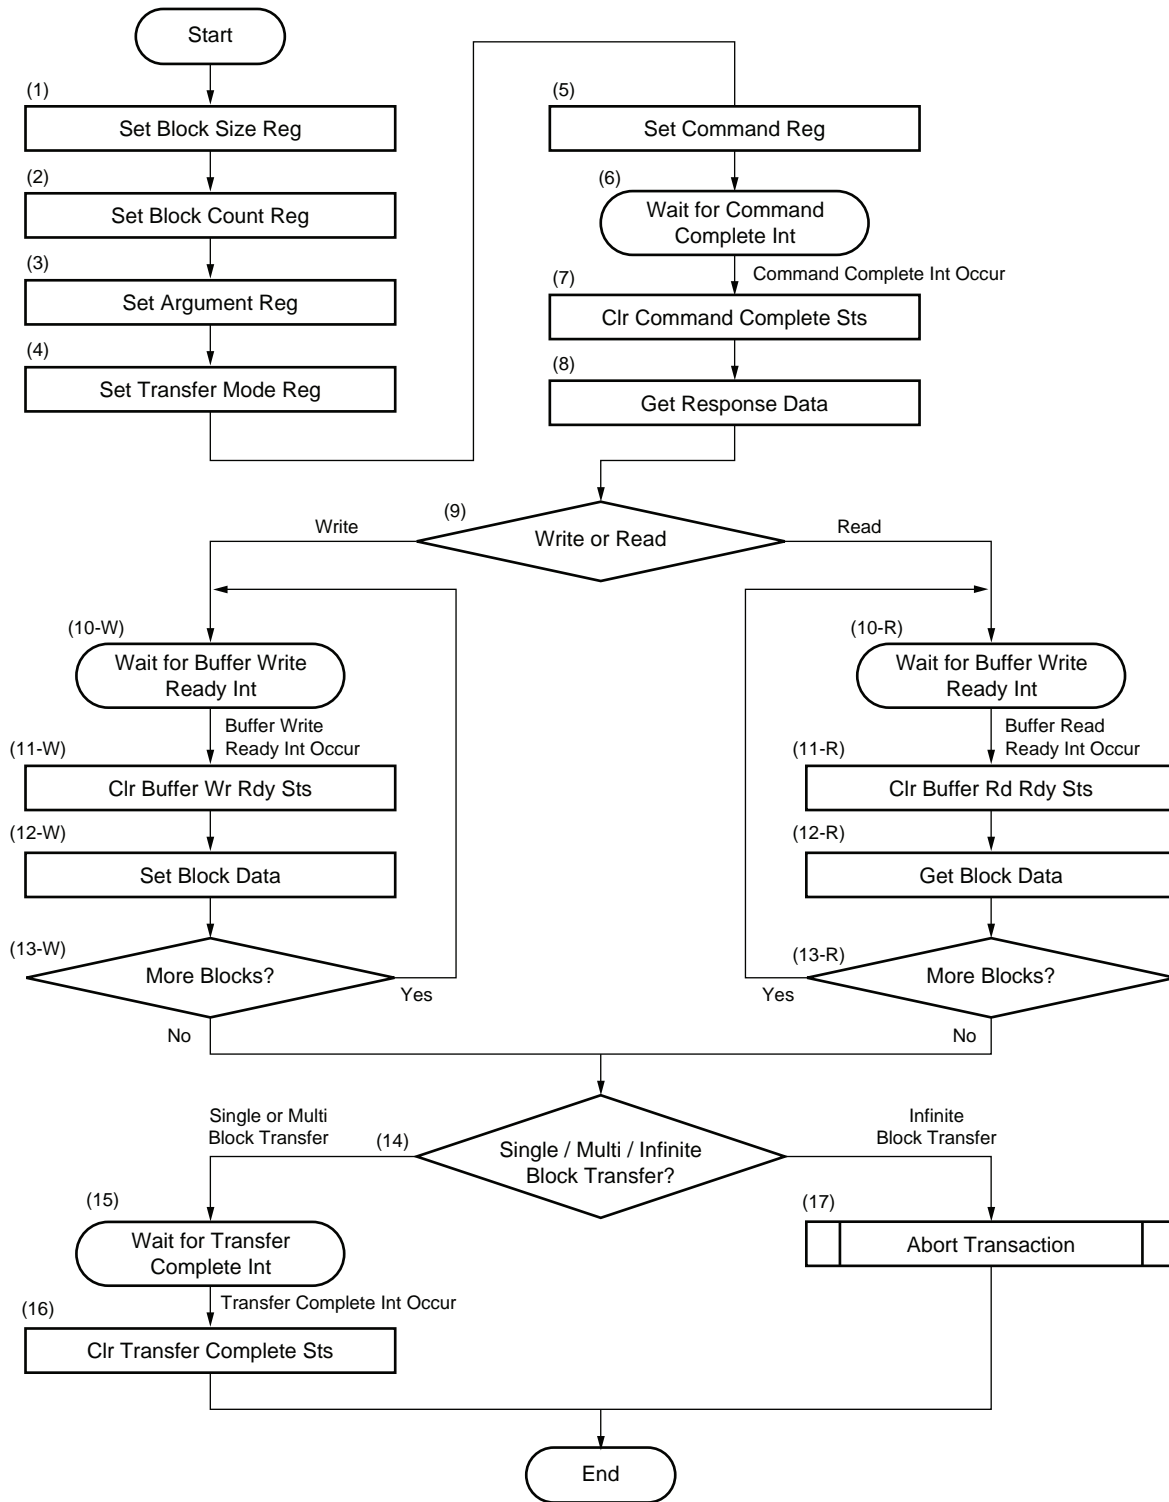 Start
(1)
Set Block Size Reg
(2)
Set Block Count Reg
(3)
Set Argument Reg
(4)
Set Transfer Mode Reg
(5)
Set Command Reg
(6)
Wait for Command
Complete Int
Command Complete Int Occur
(7)
Clr Command Complete Sts
(8)
Get Response Data
(9)
Write or Read
Write
Read
(10-W)
Wait for Buffer Write
Ready Int
Buffer Write
Ready Int Occur
(11-W)
Clr Buffer Wr Rdy Sts
(12-W)
Set Block Data
(13-W)
More Blocks?
Yes
No
(10-R)
Wait for Buffer Write
Ready Int
Buffer Read
Ready Int Occur
(11-R)
Clr Buffer Rd Rdy Sts
(12-R)
Get Block Data
(13-R)
More Blocks?
Yes
No
(14)
Single / Multi / Infinite
Block Transfer?
Single or Multi
Block Transfer
Infinite
Block Transfer
(15)
Wait for Transfer
Complete Int
Transfer Complete Int Occur
(16)
Clr Transfer Complete Sts
(17)
Abort Transaction
End